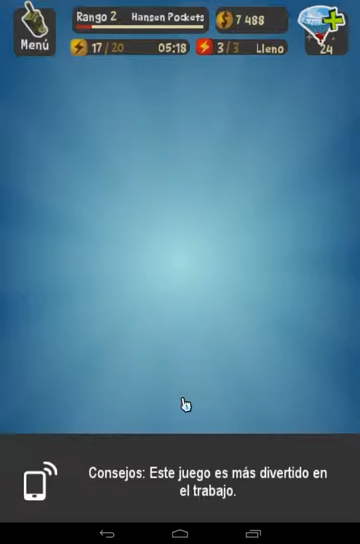 Rango 2 Hanson Pockets
7 488
Menú
17/20 05:18
3/3 Lleno
24
Consejos: Este juego es más divertido en
el trabajo.